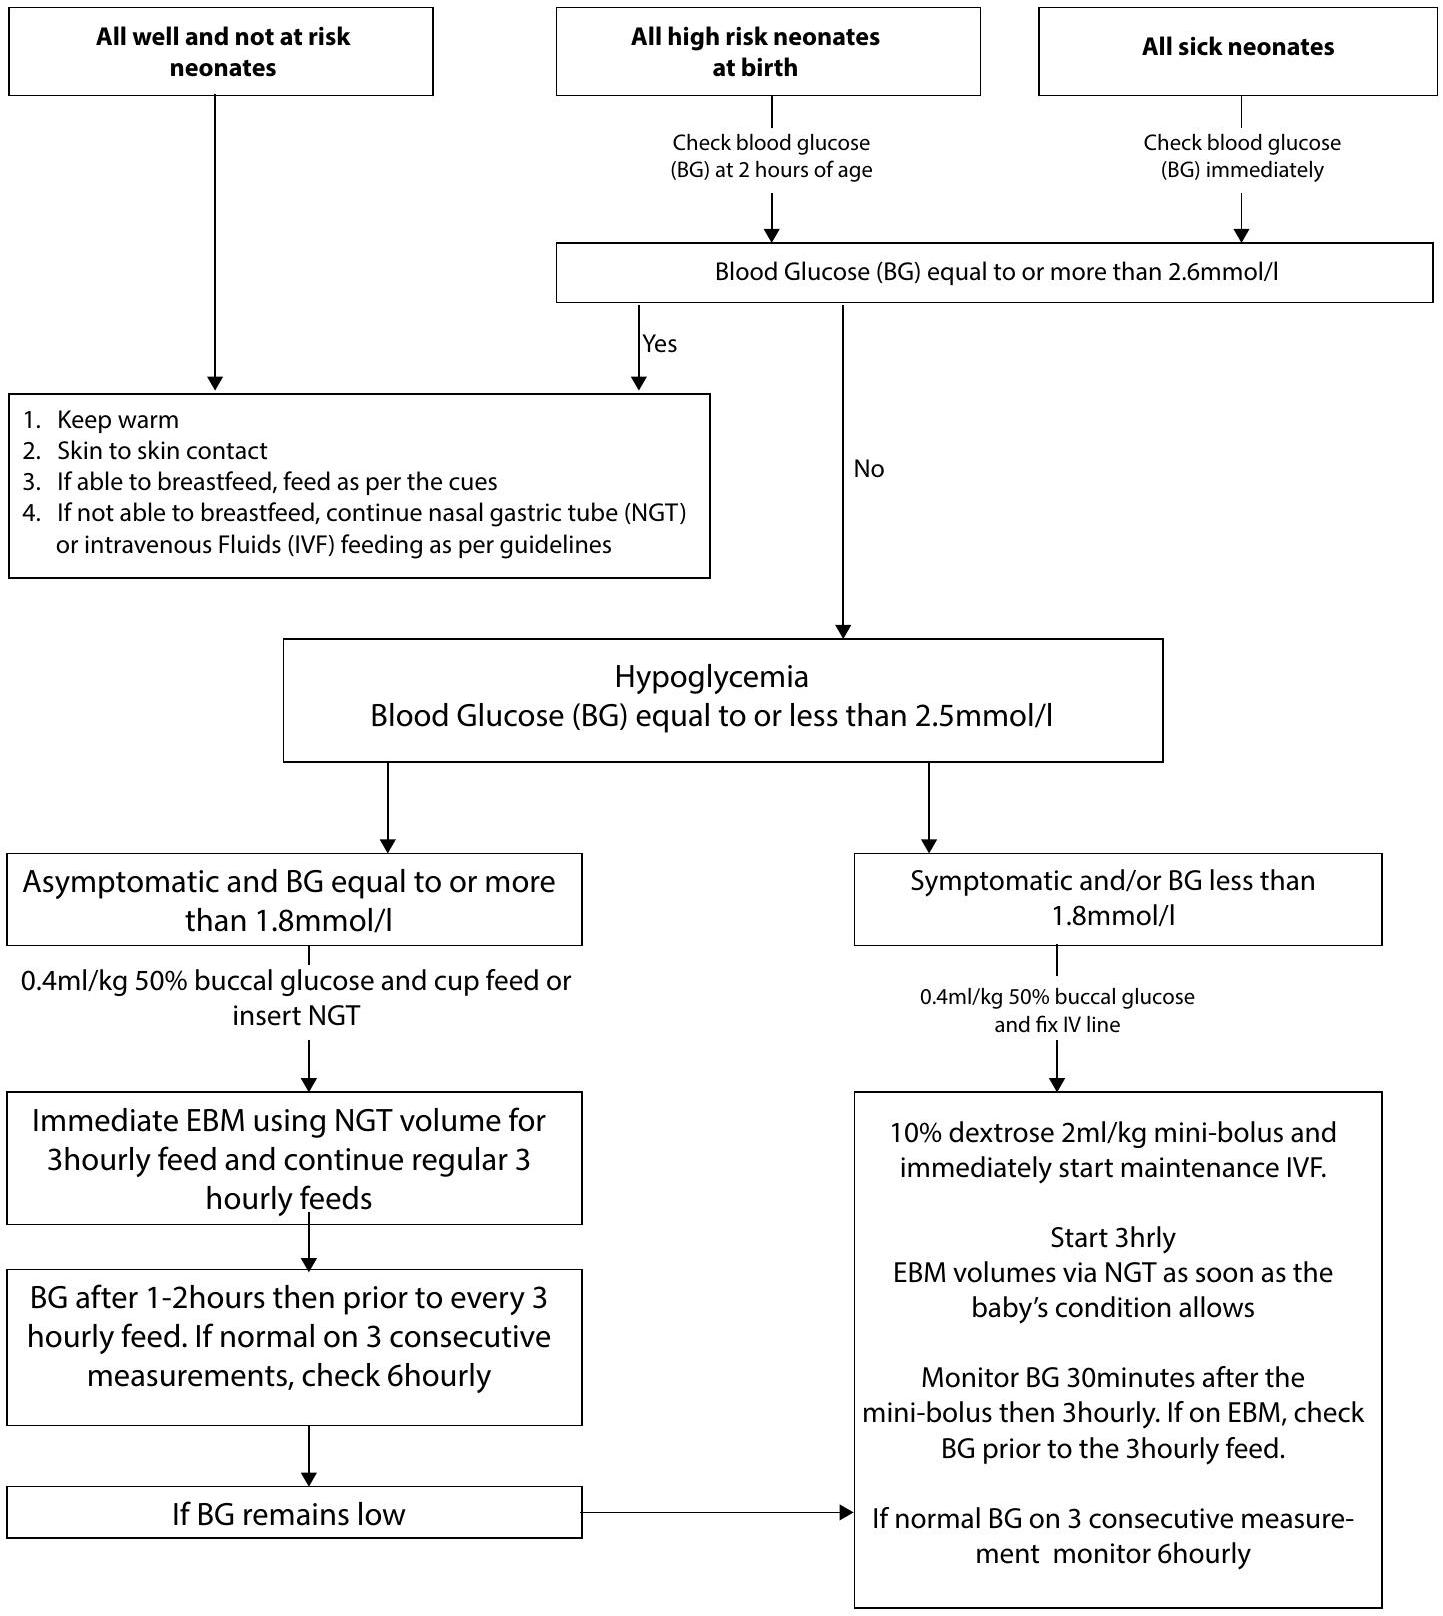 All well and not at risk
neonates
All high risk neonates
at birth
All sick neonates
Check blood glucose
(BG) at 2 hours of age
Check blood glucose
(BG) immediately
Blood Glucose (BG) equal to or more than 2.6mmol/l
Yes
No
1. Keep warm
2. Skin to skin contact
3. If able to breastfeed, feed as per the cues
4. If not able to breastfeed, continue nasal gastric tube (NGT)
or intravenous Fluids (IVF) feeding as per guidelines
Hypoglycemia
Blood Glucose (BG) equal to or less than 2.5mmol/l
Asymptomatic and BG equal to or more
than 1.8mmol/l
0.4ml/kg 50% buccal glucose and cup feed or
insert NGT
Immediate EBM using NGT volume for
3hourly feed and continue regular 3
hourly feeds
BG after 1-2hours then prior to every 3
hourly feed. If normal on 3 consecutive
measurements, check 6hourly
If BG remains low
Symptomatic and/or BG less than
1.8mmol/l
0.4ml/kg 50% buccal glucose
and fix IV line
10% dextrose 2ml/kg mini-bolus and
immediately start maintenance IVF.
Start 3hrly
EBM volumes via NGT as soon as the
baby’s condition allows
Monitor BG 30minutes after the
mini-bolus then 3hourly. If on EBM, check
BG prior to the 3hourly feed.
If normal BG on 3 consecutive measure-
ment monitor 6hourly